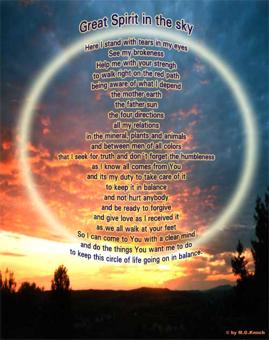 Great Spirit in the sky
Here I stand with tears in my eyes
See my brokeness
Help me with your strengh
to walk right on the red path
being aware of what I depend
the mother earth
the father sun
the four directions
all my relations
in the mineral, plants and animals
and between men of all colors
that I seek for truth and don't forget the humbleness
as I know all comes from You
and its my duty to take care of it
to keep it in balance
and not hurt anybody
and be ready to forgive
and give love as I received it
as we all walk at your feet
So I can come to You with a clear mind
and do the things You want me to do
to keep this circle of life going on in balance.
© by M.G.Knoch